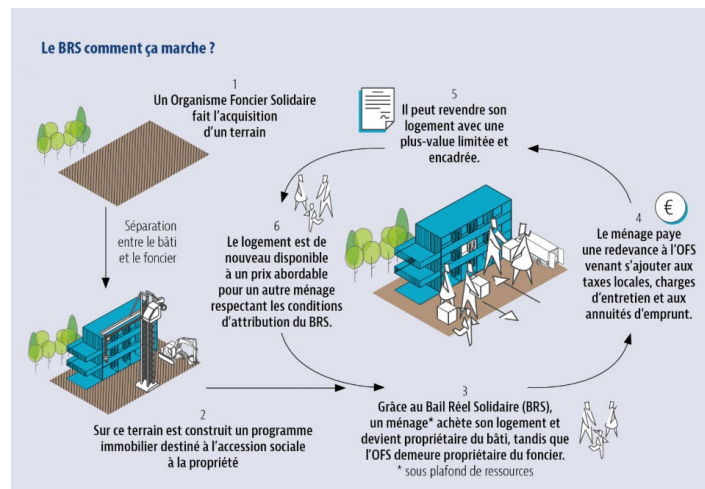 Le BRS comment ça marche ?
1
Un Organisme Foncier Solidaire
fait l'acquisition
d'un terrain
Séparation
entre le bâti
et le foncier
2
Sur ce terrain est construit un programme
immobilier destiné à l'accession sociale
à la propriété
3
Grâce au Bail Réel Solidaire (BRS),
un ménage* achète son logement et
devient propriétaire du bâti, tandis que
l'OFS demeure propriétaire du foncier.
* sous plafond de ressources
4
€
Le ménage paye
une redevance à l'OFS
venant s'ajouter aux
taxes locales, charges
d'entretien et aux
annuités d'emprunt.
5
Il peut revendre son
logement avec une
plus-value limitée et
encadrée.
6
Le logement est de
nouveau disponible
à un prix abordable
pour un autre ménage
respectant les conditions
d'attribution du BRS.